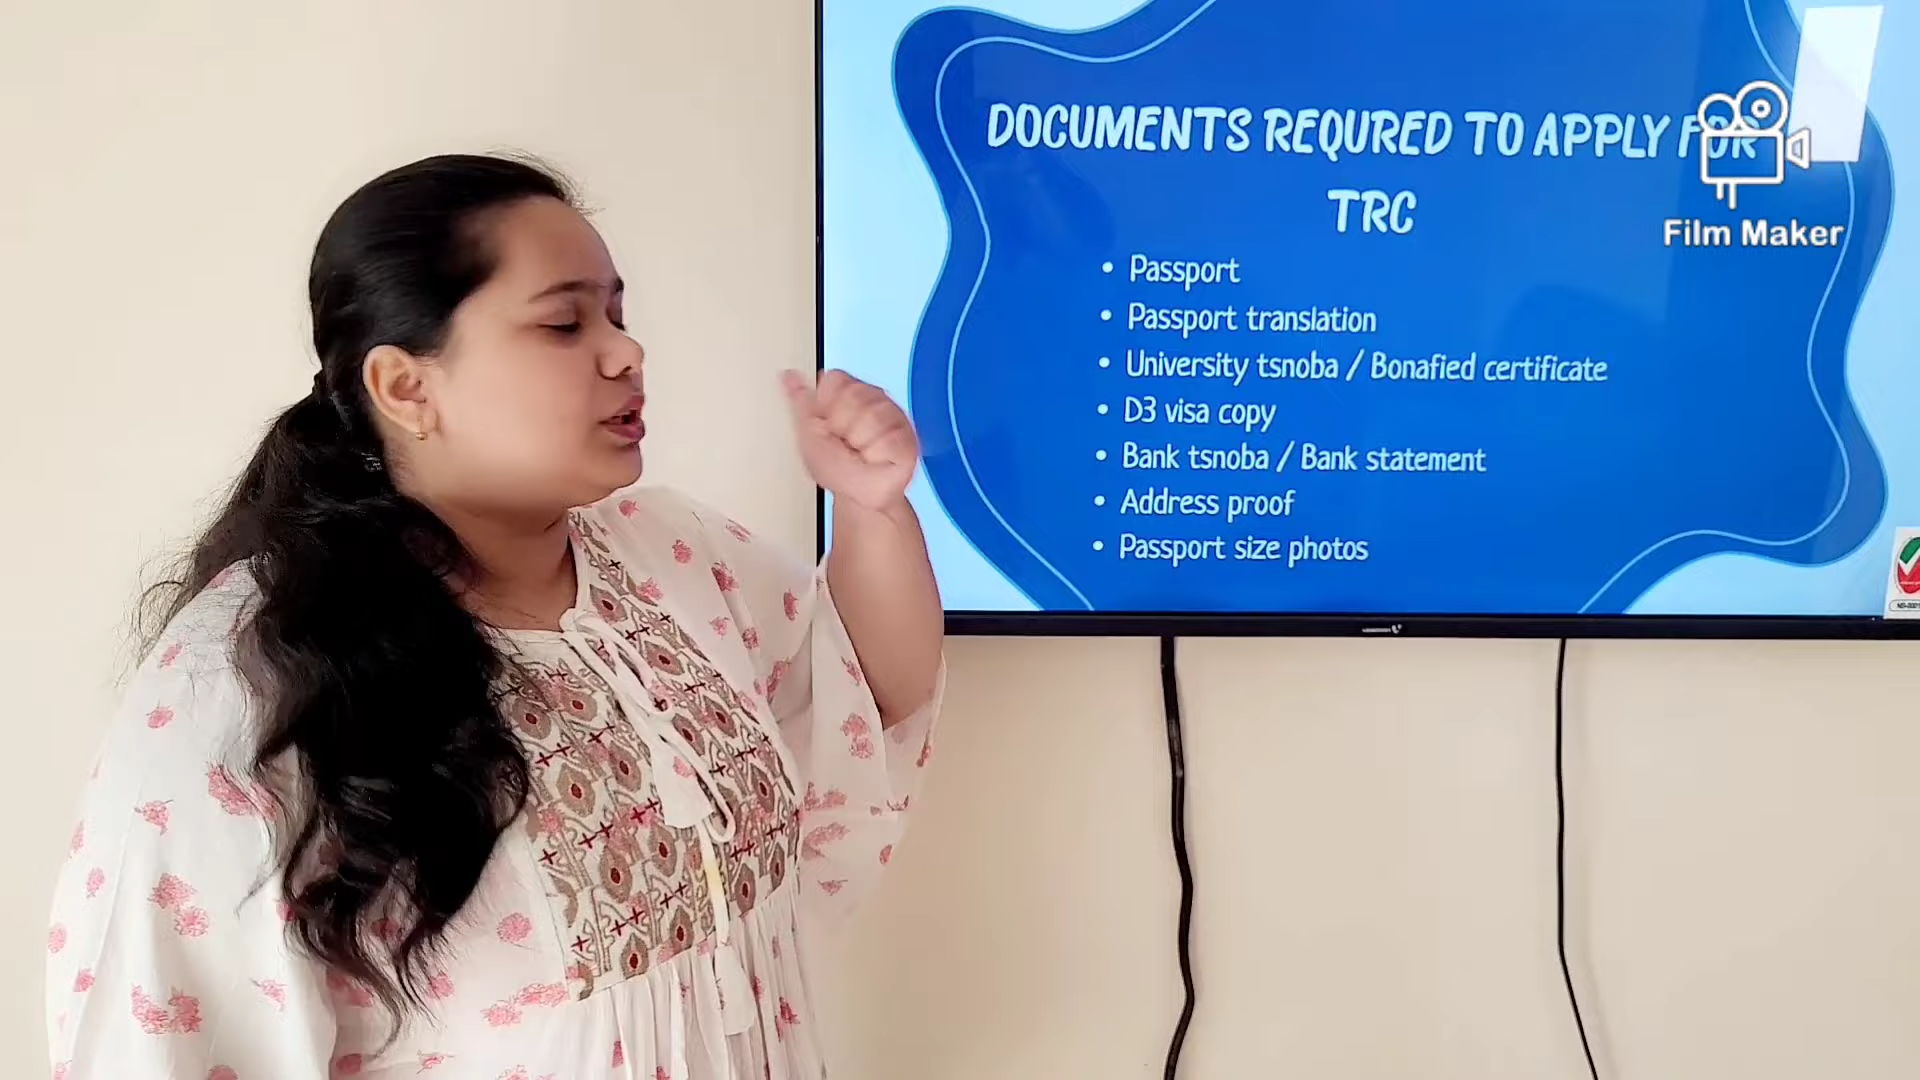 DOCUMENTS REQURED TO APPLY FOR
TRC
Film Maker
• Passport
• Passport translation
• University tsnoba / Bonafied certificate
• D3 visa copy
• Bank tsnoba / Bank statement
• Address proof
• Passport size photos